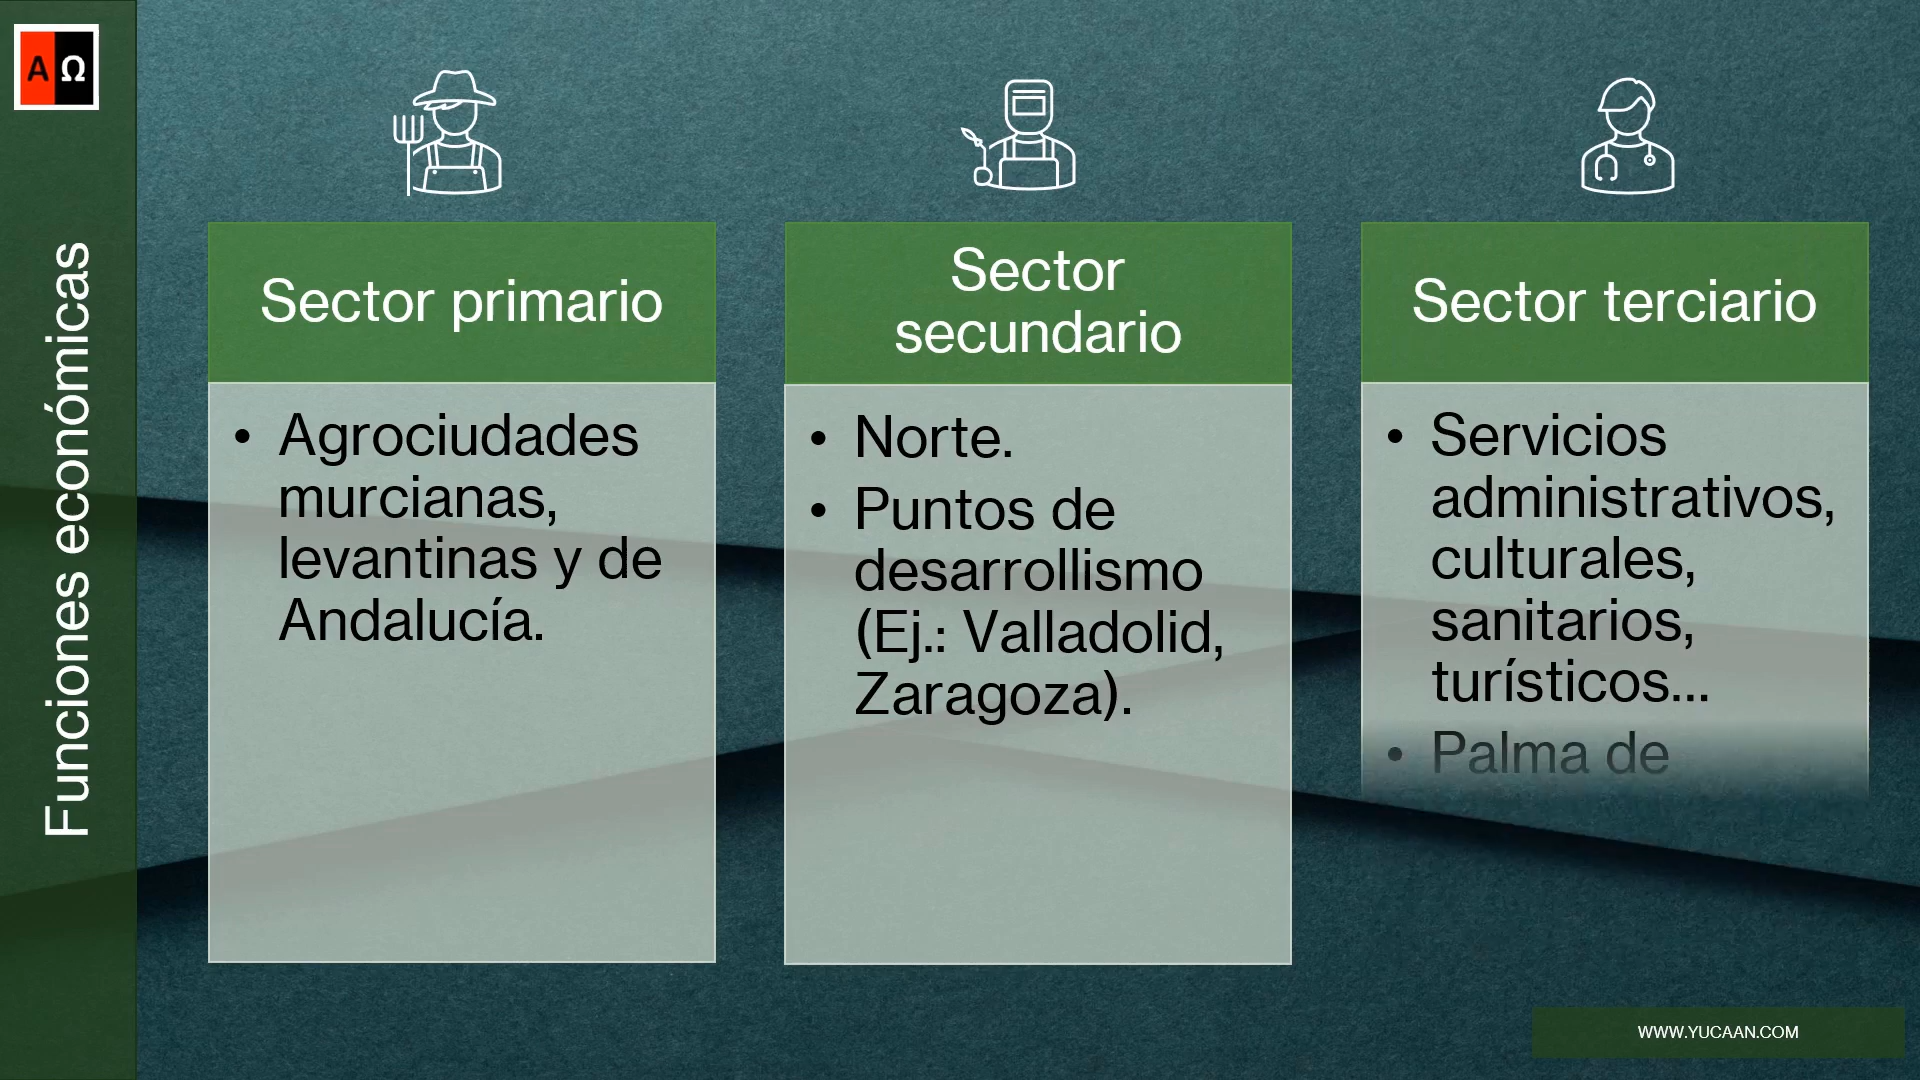 A Ω
Funciones económicas
Sector primario
• Agrociudades
murcianas,
levantinas y de
Andalucía.
Sector
secundario
• Norte.
• Puntos de
desarrollismo
(Ej.: Valladolid,
Zaragoza).
Sector terciario
• Servicios
administrativos,
culturales,
sanitarios,
turísticos...
• Palma de
WWW.YUCAAN.COM